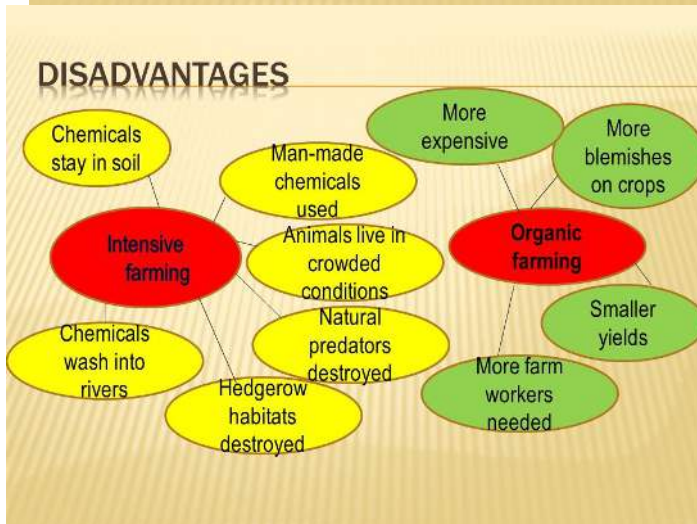 DISADVANTAGES
Chemicals
stay in soil
Man-made
chemicals
used
Intensive
farming
Animals live in
crowded
conditions
Natural
predators
destroyed
Chemicals
wash into
rivers
Hedgerow
habitats
destroyed
More
expensive
More
blemishes
on crops
Organic
farming
Smaller
yields
More farm
workers
needed